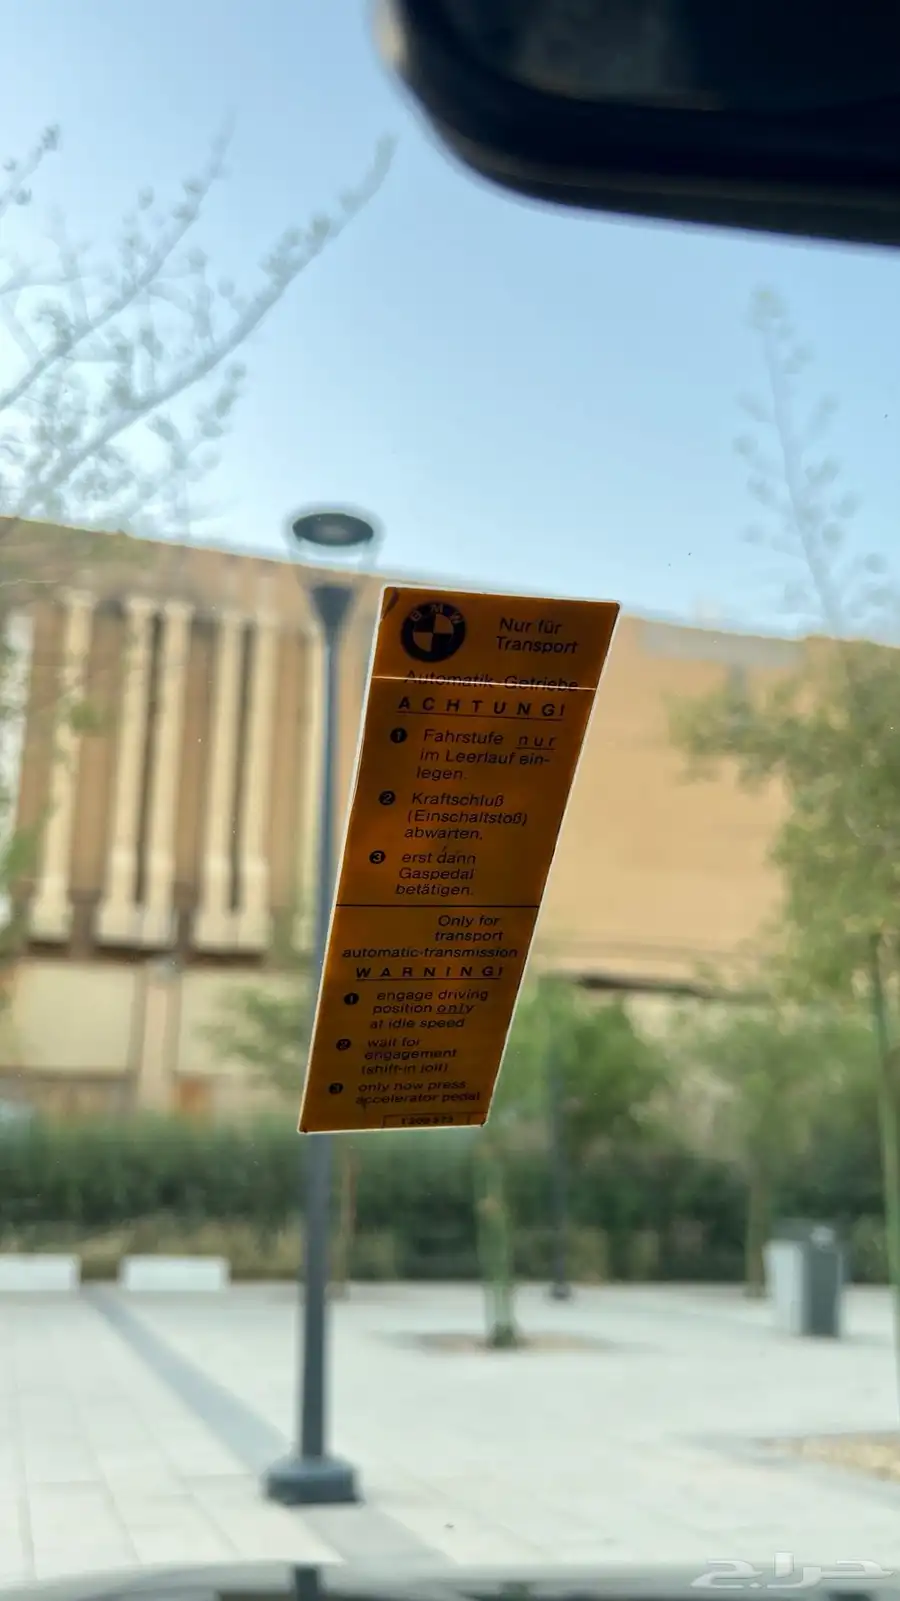 BMW
Nur für
Transport
Automatik-Getriebe
ACHTUNG!
1 Fahrstufe nur
im Leerlauf ein-
legen.
2 Kraftschluß
(Einschaltstoß)
abwarten.
3 erst dann
Gaspedal
betätigen.
Only for
transport
automatic-transmission
WARNING!
1 engage driving
position only
at idle speed
2 wait for
engagement
(shift-in jolt)
3 only now press
accelerator pedal
حراج